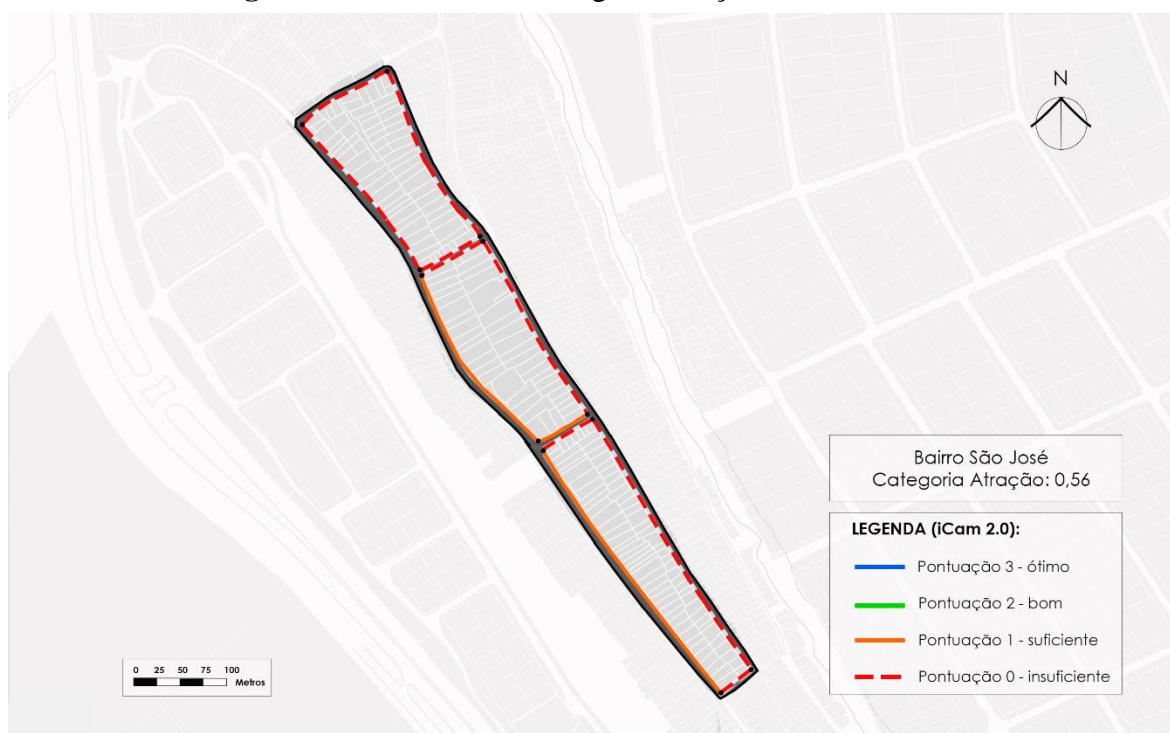 N
Bairro São José
Categoria Atração: 0,56
LEGENDA (iCam 2.0):
Pontuação 3 - ótimo
Pontuação 2 - bom
Pontuação 1 - suficiente
Pontuação 0 - insuficiente
0 25 50 75 100
Metros